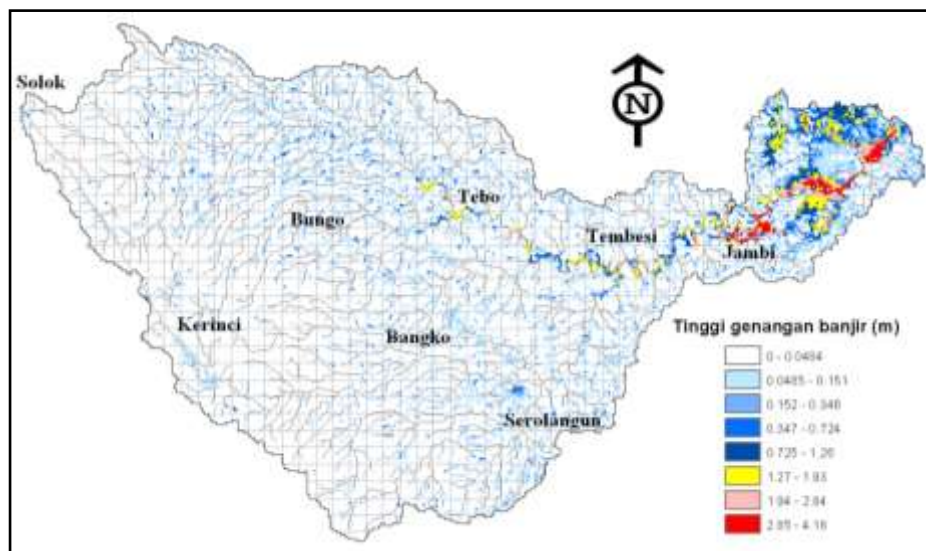 Solok
N
Tebo
Bungo
Tembesi
Jambi
Kerinci
Bangko
Serolangun
Tinggi genangan banjir (m)
0 - 0.0484
0.0485 - 0.151
0.152 - 0.346
0.347 - 0.724
0.725 - 1.26
1.27 - 1.93
1.94 - 2.84
2.85 - 4.16